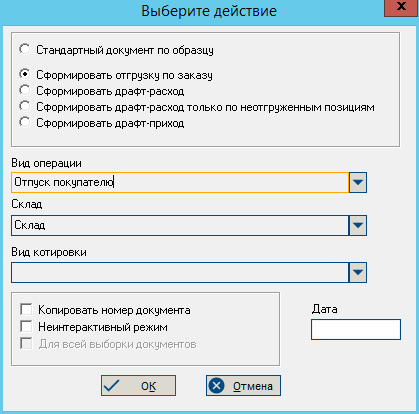 Выберите действие
x
Стандартный документ по образцу
Сформировать отгрузку по заказу
Сформировать драфт-расход
Сформировать драфт-расход только по неотгруженным позициям
Сформировать драфт-приход
Вид операции
Отпуск покупателю
Склад
Склад
Вид котировки
Копировать номер документа
Неинтерактивный режим
Для всей выборки документов
Дата
ОК
Отмена